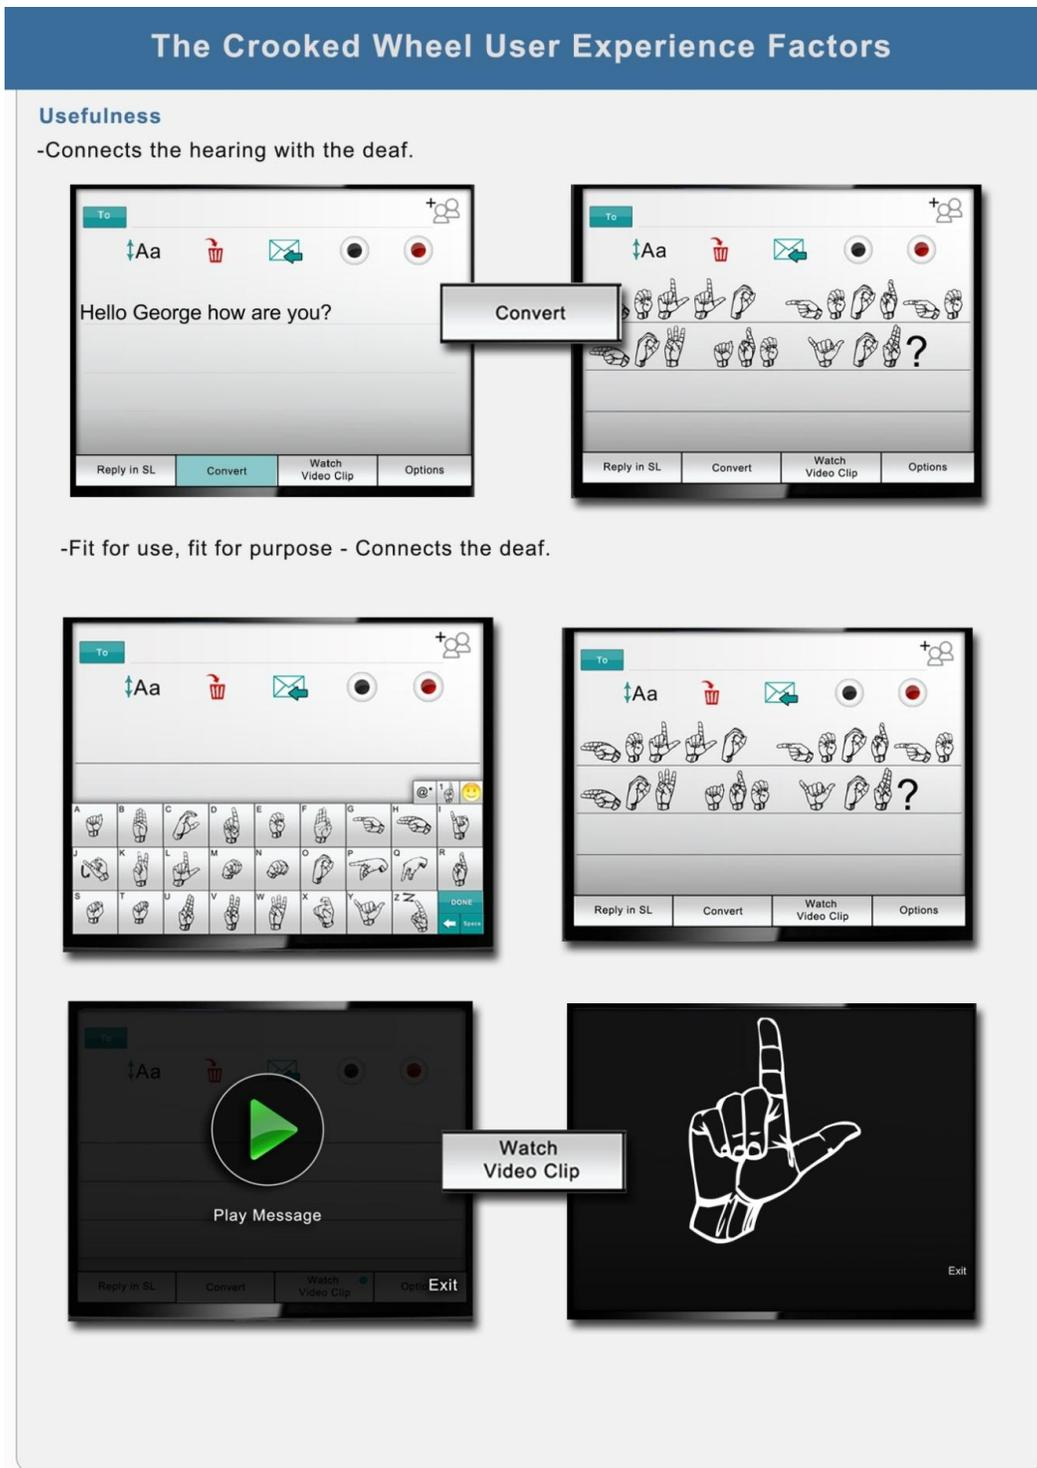 The Crooked Wheel User Experience Factors
Usefulness
-Connects the hearing with the deaf.
To
+
Aa
Hello George how are you?
Reply in SL
Convert
Watch
Video Clip
Options
Convert
To
+
Aa
?
Reply in SL
Convert
Watch
Video Clip
Options
-Fit for use, fit for purpose - Connects the deaf.
To
+
Aa
@* 1
A B C D E F G H I
J K L M N O P Q R
S T U V W X Y Z
DONE
Space
To
+
Aa
?
Reply in SL
Convert
Watch
Video Clip
Options
To
Aa
Play Message
Reply in SL
Convert
Watch
Video Clip
Exit
Watch
Video Clip
Exit